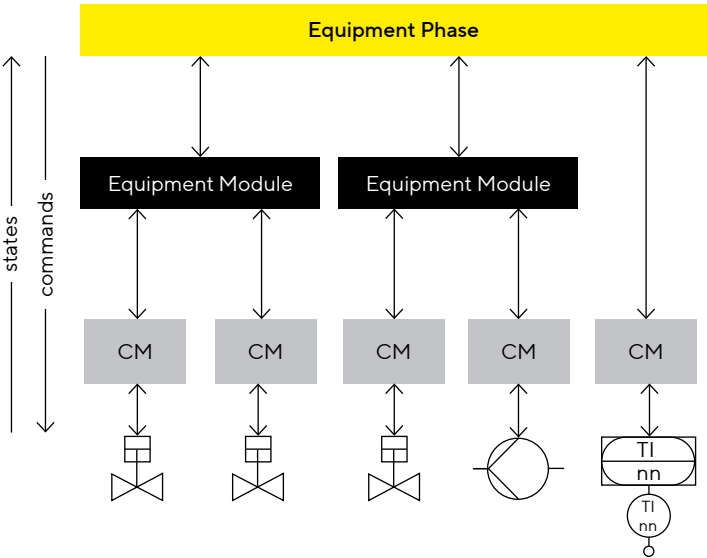 Equipment Phase
states
commands
Equipment Module
Equipment Module
CM
CM
CM
CM
CM
TI
nn
TI
nn